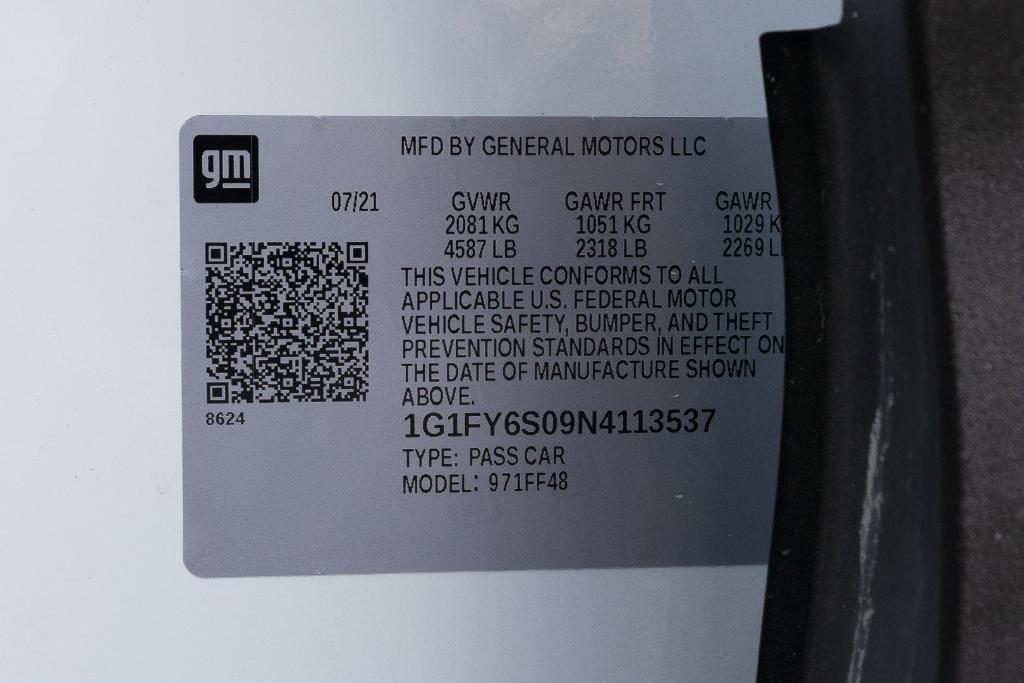 gm
MFD BY GENERAL MOTORS LLC
07/21 GVWR GAWR FRT GAWR
2081 KG 1051 KG 1029 K
4587 LB 2318 LB 2269 L
THIS VEHICLE CONFORMS TO ALL
APPLICABLE U.S. FEDERAL MOTOR
VEHICLE SAFETY, BUMPER, AND THEFT
PREVENTION STANDARDS IN EFFECT ON
THE DATE OF MANUFACTURE SHOWN
ABOVE.
8624
1G1FY6S09N4113537
TYPE: PASS CAR
MODEL: 971FF48